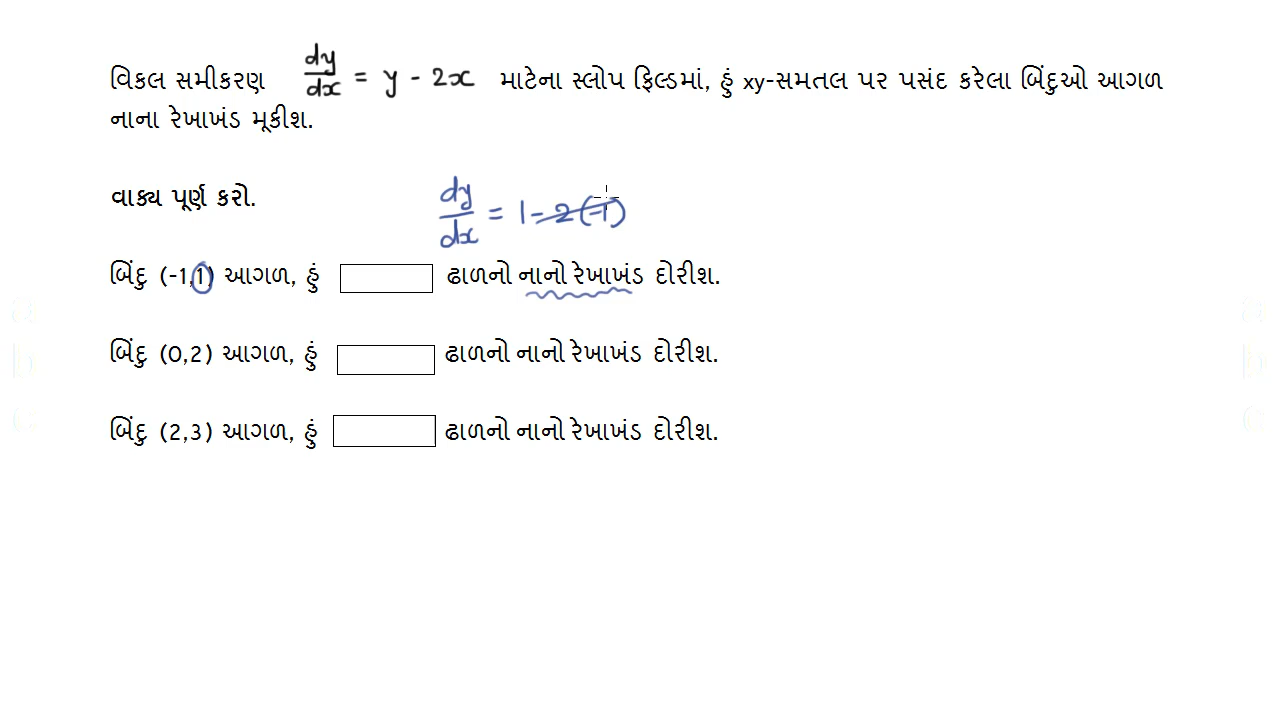 વિકલ સમીકરણ dy/dx = y - 2x માટેના સ્લોપ ફિલ્ડમાં, હું xy-સમતલ પર પસંદ કરેલા બિંદુઓ આગળ
નાના રેખાખંડ મૂકીશ.
વાક્ય પૂર્ણ કરો.
dy/dx = 1 - 2(-1)
બિંદુ (-1,1) આગળ, હું ઢાળનો નાનો રેખાખંડ દોરીશ.
બિંદુ (0,2) આગળ, હું ઢાળનો નાનો રેખાખંડ દોરીશ.
બિંદુ (2,3) આગળ, હું ઢાળનો નાનો રેખાખંડ દોરીશ.